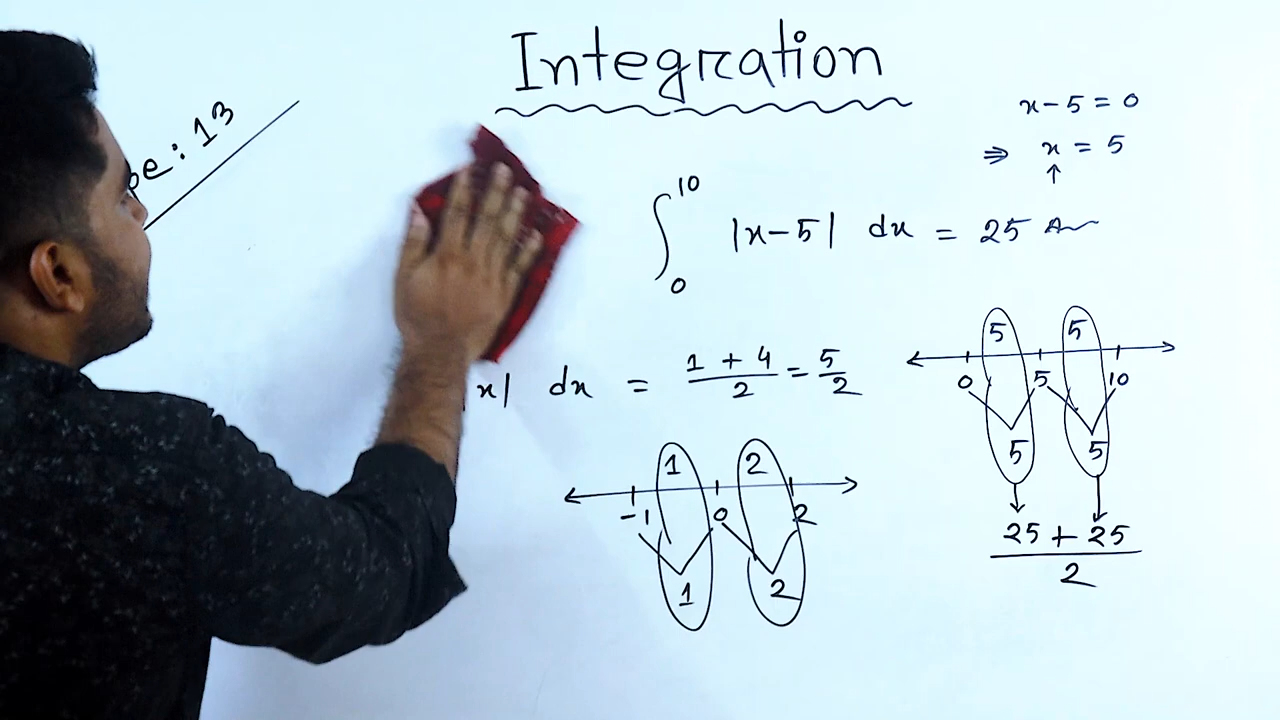 Integration
: 13
x - 5 = 0
⇒ x = 5
↑
∫₀¹⁰ |x - 5| dx = 25 Ans
|x| dx = (1 + 4)/2 = 5/2
5 5
0 5 10
5 5
(25 + 25)/2
1 2
-1 0 2
1 2